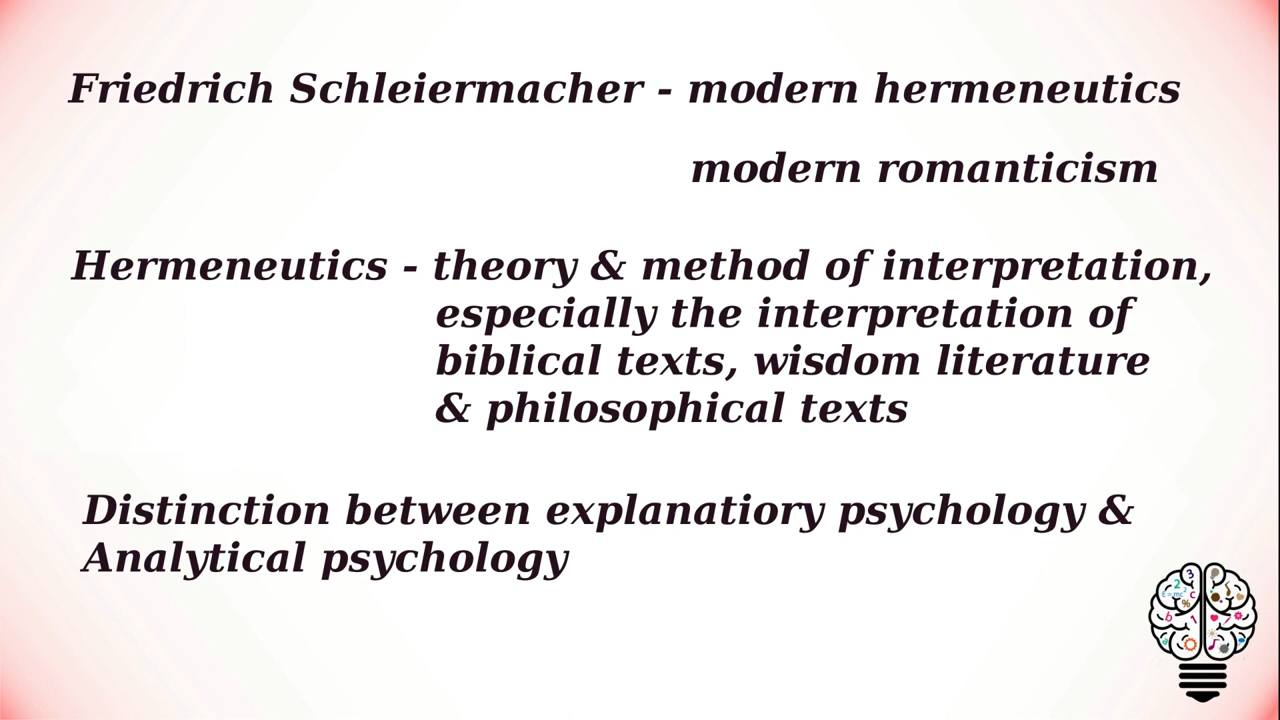 Friedrich Schleiermacher - modern hermeneutics
modern romanticism
Hermeneutics - theory & method of interpretation,
especially the interpretation of
biblical texts, wisdom literature
& philosophical texts
Distinction between explanatiory psychology &
Analytical psychology